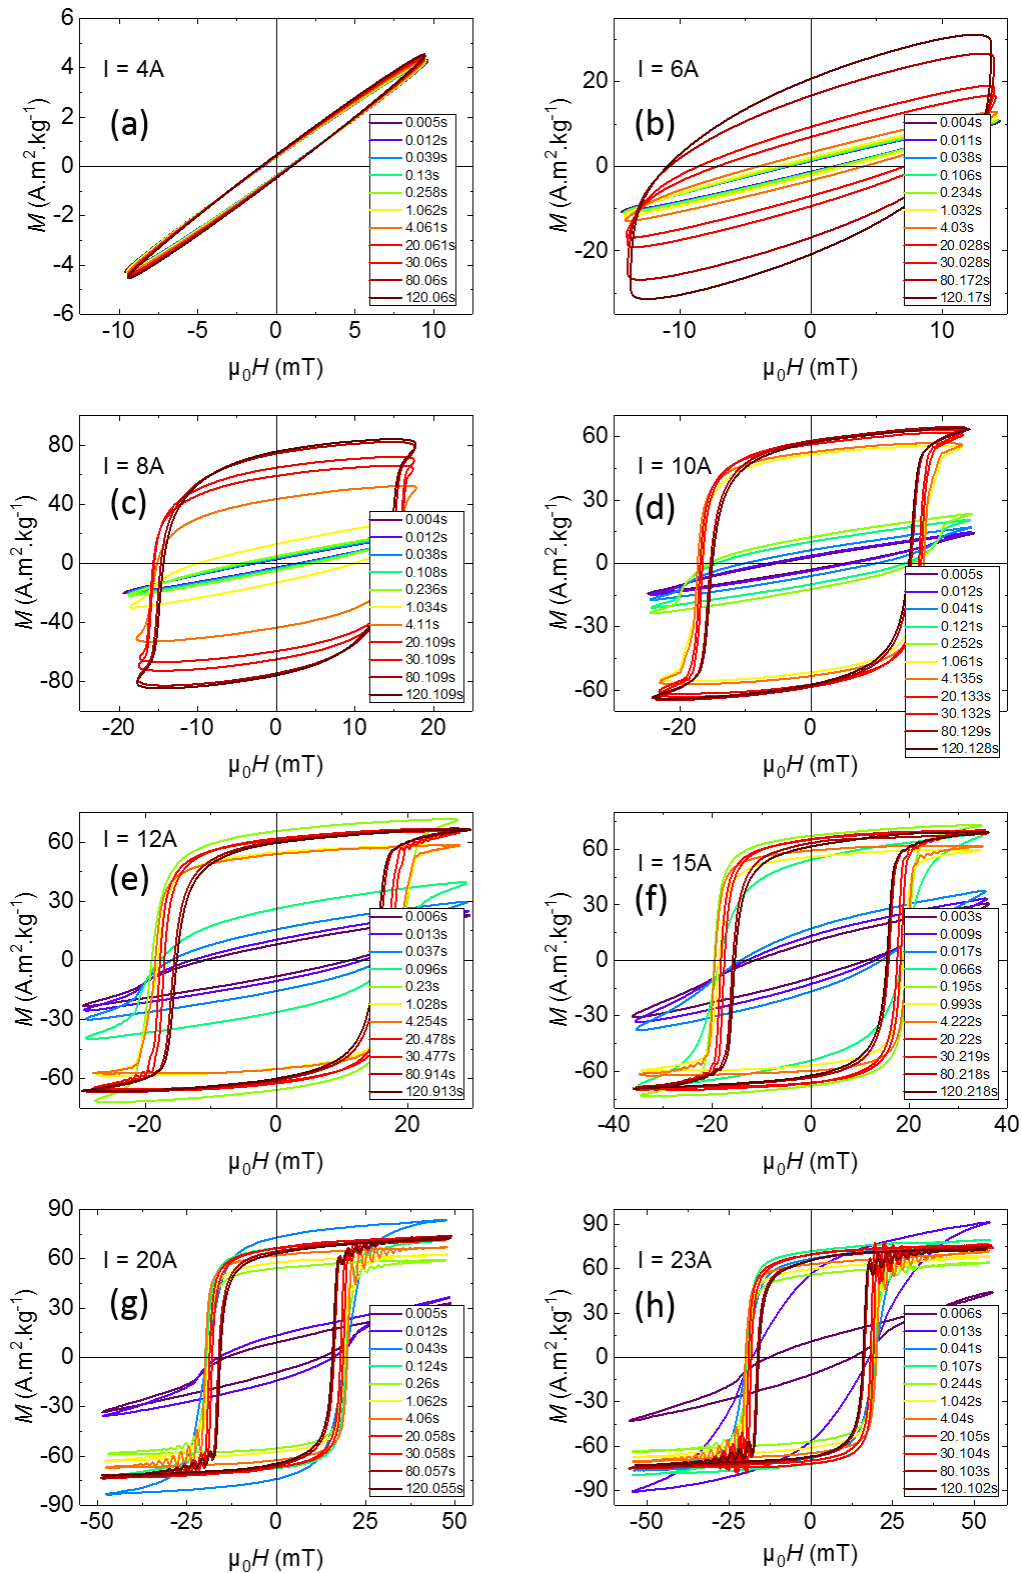 I = 4A
(a)
M (A.m².kg⁻¹)
6
4
2
0
-2
-4
-6
0.005s
0.012s
0.039s
0.13s
0.258s
1.062s
4.061s
20.061s
30.06s
80.06s
120.06s
-10
-5
0
5
10
µ₀H (mT)
I = 6A
(b)
M (A.m².kg⁻¹)
20
0
-20
0.004s
0.011s
0.038s
0.106s
0.234s
1.032s
4.03s
20.028s
30.028s
80.172s
120.17s
-10
0
10
µ₀H (mT)
I = 8A
(c)
M (A.m².kg⁻¹)
80
40
0
-40
-80
0.004s
0.012s
0.038s
0.108s
0.236s
1.034s
4.11s
20.109s
30.109s
80.109s
120.109s
-20
-10
0
10
20
µ₀H (mT)
I = 10A
(d)
M (A.m².kg⁻¹)
60
30
0
-30
-60
0.005s
0.012s
0.041s
0.121s
0.252s
1.061s
4.135s
20.133s
30.132s
80.129s
120.128s
-20
0
20
µ₀H (mT)
I = 12A
(e)
M (A.m².kg⁻¹)
60
30
0
-30
-60
0.006s
0.013s
0.037s
0.096s
0.23s
1.028s
4.254s
20.478s
30.477s
80.914s
120.913s
-20
0
20
µ₀H (mT)
I = 15A
(f)
M (A.m².kg⁻¹)
60
30
0
-30
-60
0.003s
0.009s
0.017s
0.066s
0.195s
0.993s
4.222s
20.22s
30.219s
80.218s
120.218s
-40
-20
0
20
40
µ₀H (mT)
I = 20A
(g)
M (A.m².kg⁻¹)
90
60
30
0
-30
-60
-90
0.005s
0.012s
0.043s
0.124s
0.26s
1.062s
4.06s
20.058s
30.058s
80.057s
120.055s
-50
-25
0
25
50
µ₀H (mT)
I = 23A
(h)
M (A.m².kg⁻¹)
90
60
30
0
-30
-60
-90
0.006s
0.013s
0.041s
0.107s
0.244s
1.042s
4.04s
20.105s
30.104s
80.103s
120.102s
-50
-25
0
25
50
µ₀H (mT)